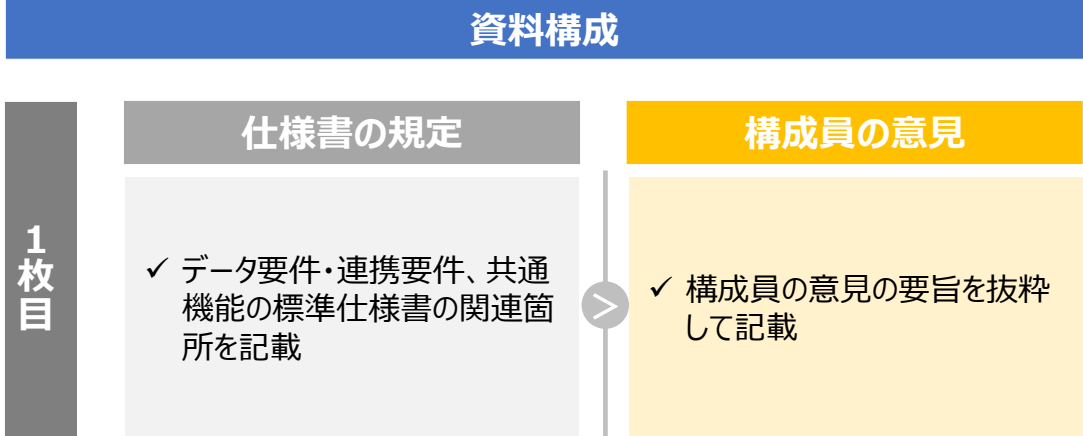 資料構成
仕様書の規定
構成員の意見
1枚目
✓ データ要件・連携要件、共通
機能の標準仕様書の関連箇
所を記載
>
✓ 構成員の意見の要旨を抜粋
して記載